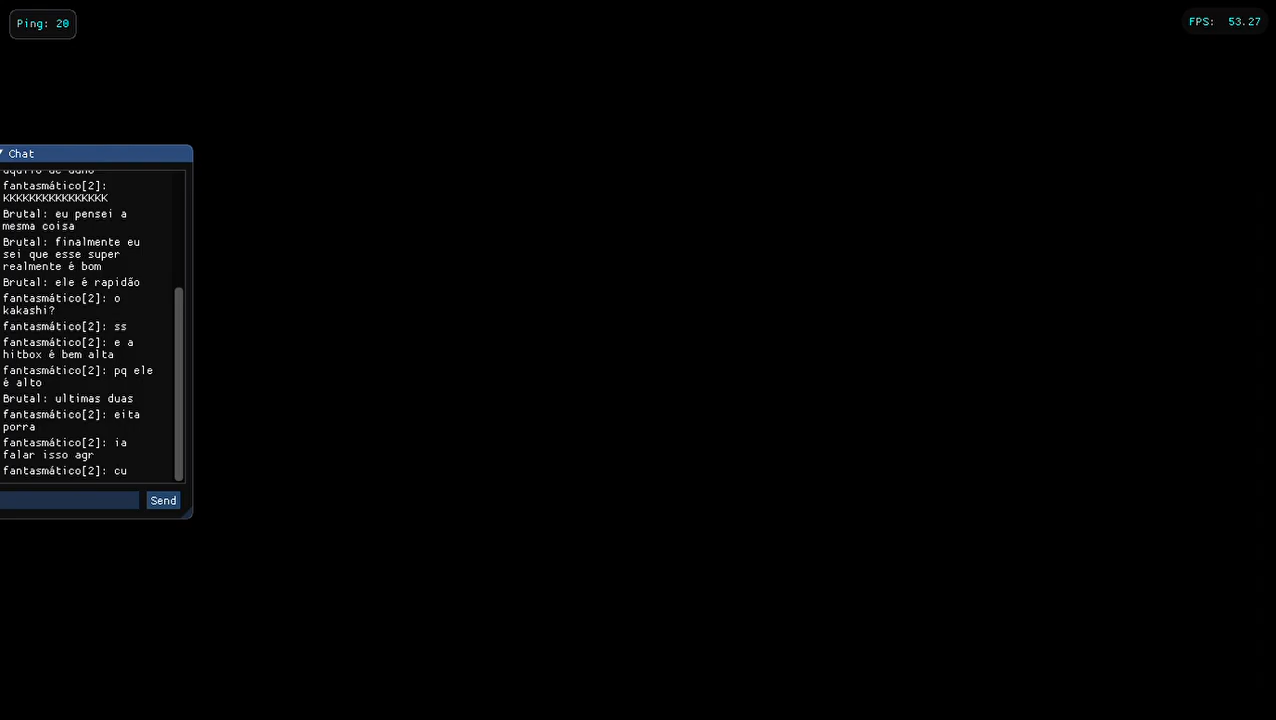 Ping: 20
FPS: 53.27
Chat
fantasmático[2]:
KKKKKKKKKKKKKKKK
Brutal: eu pensei a
mesma coisa
Brutal: finalmente eu
sei que esse super
realmente é bom
Brutal: ele é rapidão
fantasmático[2]: o
kakashi?
fantasmático[2]: ss
fantasmático[2]: e a
hitbox é bem alta
fantasmático[2]: pq ele
é alto
Brutal: ultimas duas
fantasmático[2]: eita
porra
fantasmático[2]: ia
falar isso agr
fantasmático[2]: cu
Send